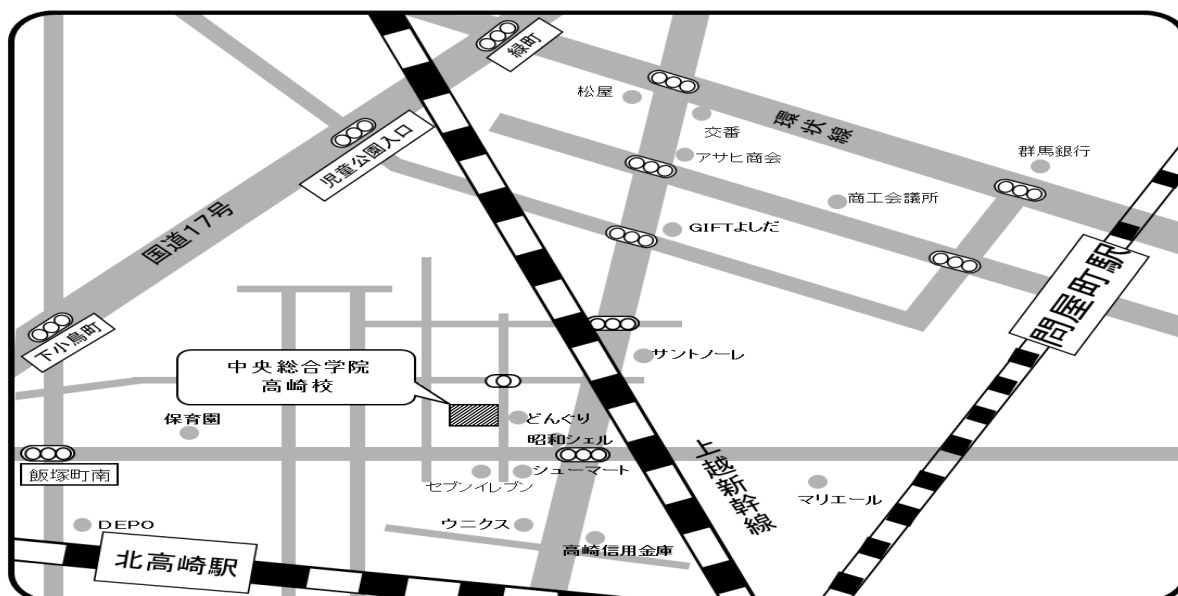 緑町
松屋
交番
環状線
児童公園入口
アサヒ商会
群馬銀行
商工会議所
国道17号
GIFTよしだ
問屋町駅
下小鳥町
サントノーレ
中央総合学院
高崎校
保育園
どんぐり
昭和シェル
飯塚町南
セブンイレブン
シューマート
上越新幹線
マリエール
DEPO
ウニクス
高崎信用金庫
北高崎駅